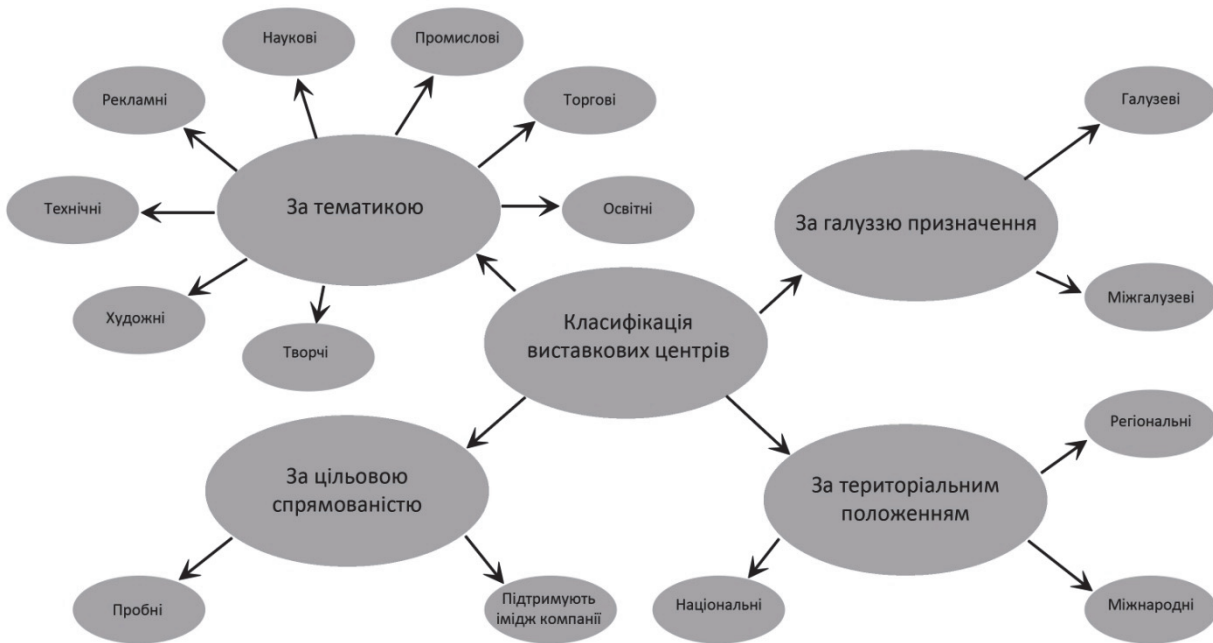 Наукові
Промислові
Рекламні
Торгові
Галузеві
Технічні
За тематикою
Освітні
За галуззю призначення
Художні
Творчі
Міжгалузеві
Класифікація
виставкових центрів
За цільовою
спрямованістю
Регіональні
За територіальним
положенням
Пробні
Підтримують
імідж компанії
Національні
Міжнародні